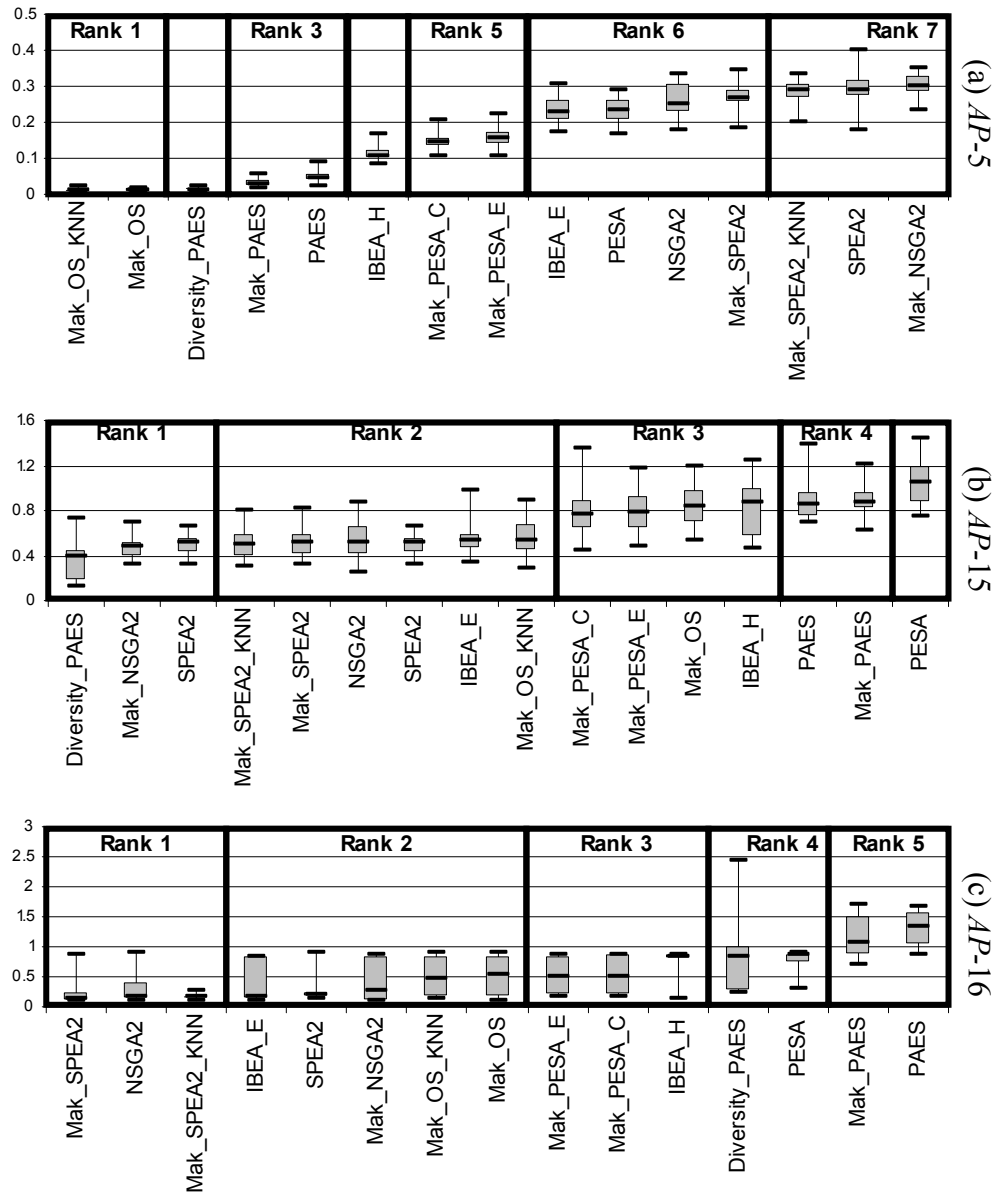 0.5
0.4
0.3
0.2
0.1
0
Rank 1
Rank 3
Rank 5
Rank 6
Rank 7
Mak_OS_KNN
Mak_OS
Diversity_PAES
Mak_PAES
PAES
IBEA_H
Mak_PESA_C
Mak_PESA_E
IBEA_E
PESA
NSGA2
Mak_SPEA2
Mak_SPEA2_KNN
SPEA2
Mak_NSGA2
(a) AP-5
1.6
1.2
0.8
0.4
0
Rank 1
Rank 2
Rank 3
Rank 4
Diversity_PAES
Mak_NSGA2
SPEA2
Mak_SPEA2_KNN
Mak_SPEA2
NSGA2
SPEA2
IBEA_E
Mak_OS_KNN
Mak_PESA_C
Mak_PESA_E
Mak_OS
IBEA_H
PAES
Mak_PAES
PESA
(b) AP-15
3
2.5
2
1.5
1
0.5
0
Rank 1
Rank 2
Rank 3
Rank 4
Rank 5
Mak_SPEA2
NSGA2
Mak_SPEA2_KNN
IBEA_E
SPEA2
Mak_NSGA2
Mak_OS_KNN
Mak_OS
Mak_PESA_E
Mak_PESA_C
IBEA_H
Diversity_PAES
PESA
Mak_PAES
PAES
(c) AP-16